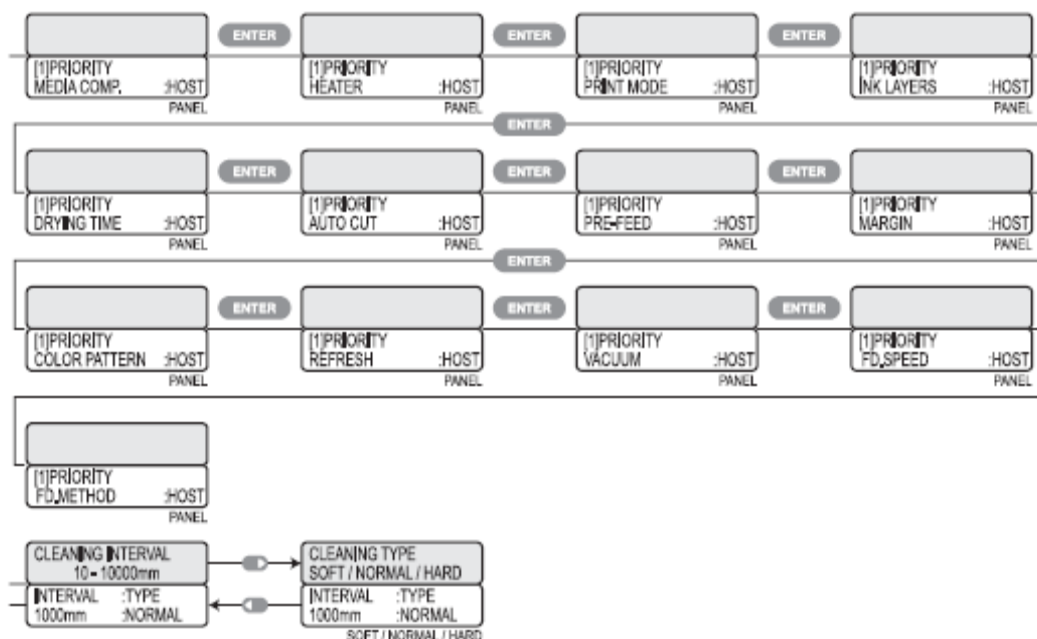 ENTER ENTER ENTER
[1]PRIORITY [1]PRIORITY [1]PRIORITY [1]PRIORITY
MEDIA COMP. :HOST HEATER :HOST PRINT MODE :HOST INK LAYERS :HOST
PANEL PANEL PANEL PANEL
ENTER
ENTER ENTER ENTER
[1]PRIORITY [1]PRIORITY [1]PRIORITY [1]PRIORITY
DRYING TIME :HOST AUTO CUT :HOST PRE-FEED :HOST MARGIN :HOST
PANEL PANEL PANEL PANEL
ENTER
ENTER ENTER ENTER
[1]PRIORITY [1]PRIORITY [1]PRIORITY [1]PRIORITY
COLOR PATTERN :HOST REFRESH :HOST VACUUM :HOST FD.SPEED :HOST
PANEL PANEL PANEL PANEL
[1]PRIORITY
FD.METHOD :HOST
PANEL
CLEANING INTERVAL CLEANING TYPE
10-10000mm SOFT / NORMAL / HARD
INTERVAL :TYPE INTERVAL :TYPE
1000mm :NORMAL 1000mm :NORMAL
SOFT / NORMAL / HARD